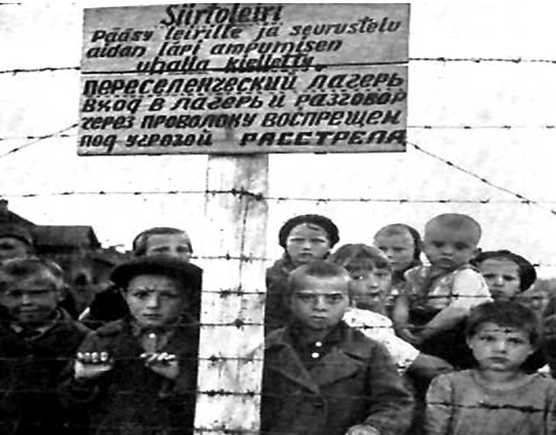 Siirtoleiri
Pääsy leirille ja seurustelu
aidan läpi ampumisen
uhalla kielletty
ПЕРЕСЕЛЕНЧЕСКИЙ ЛАГЕРЬ
ВХОД В ЛАГЕРЬ И РАЗГОВОР
ЧЕРЕЗ ПРОВОЛОКУ ВОСПРЕЩЕН
ПОД УГРОЗОЙ РАССТРЕЛА